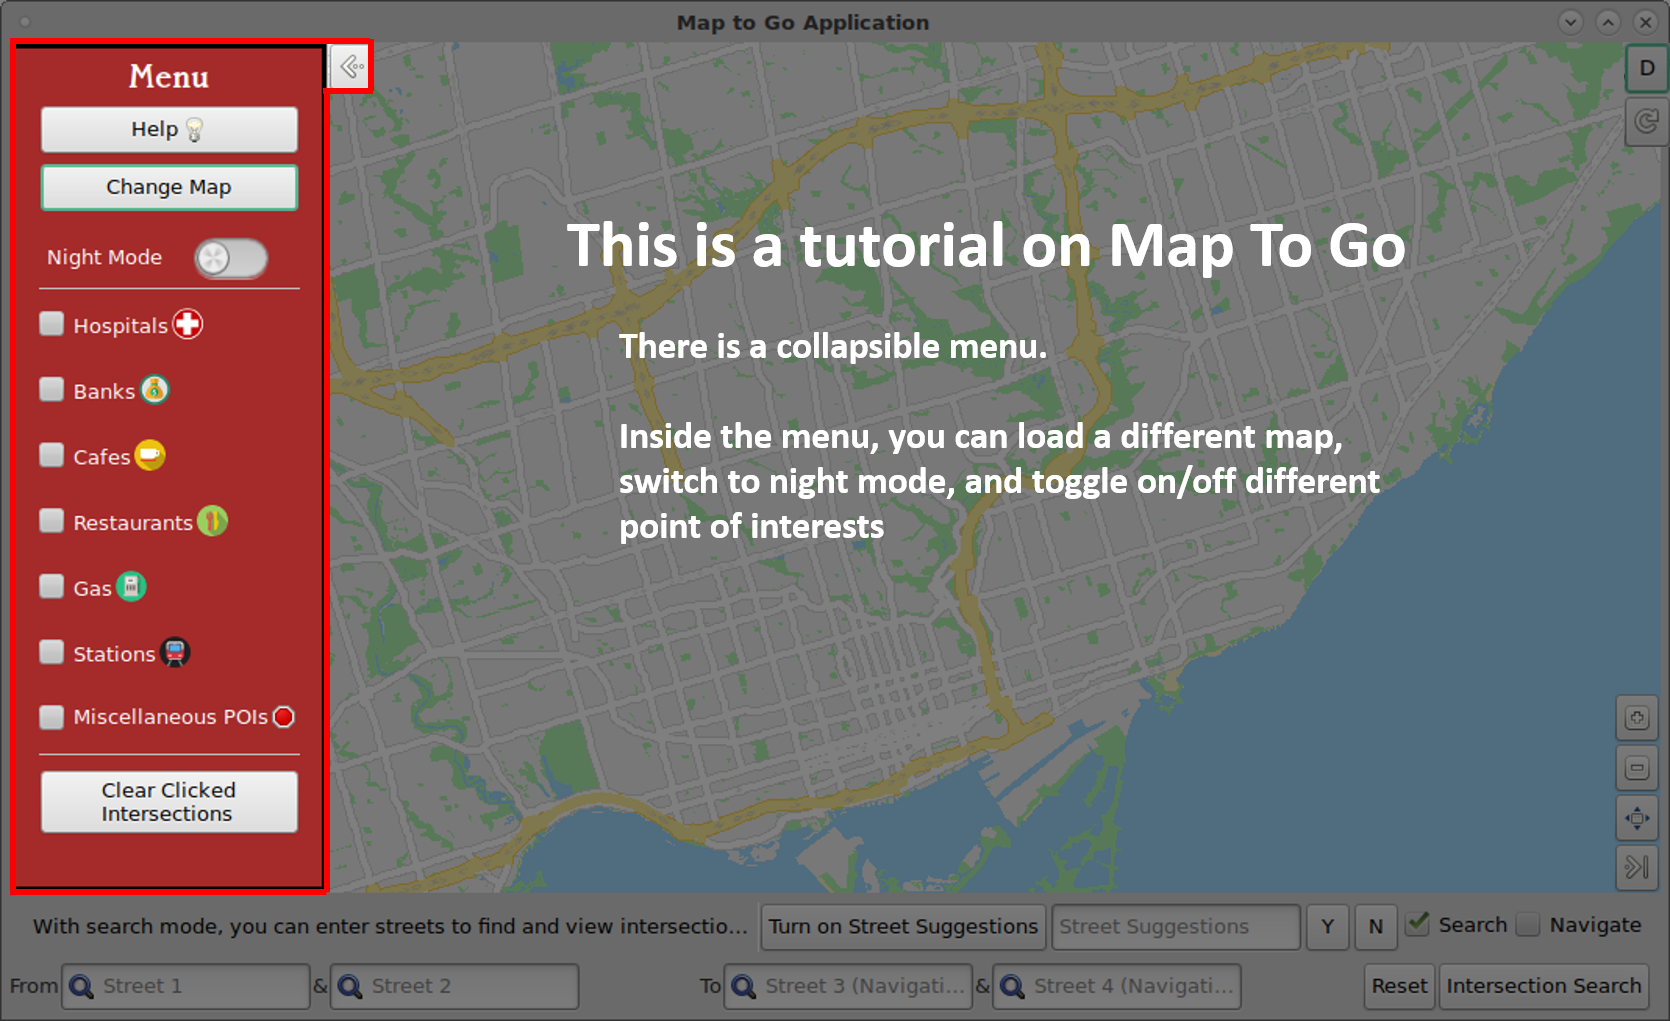 Map to Go Application
Menu
Help
Change Map
Night Mode
Hospitals
Banks
Cafes
Restaurants
Gas
Stations
Miscellaneous POIs
Clear Clicked
Intersections
D
This is a tutorial on Map To Go
There is a collapsible menu.
Inside the menu, you can load a different map,
switch to night mode, and toggle on/off different
point of interests
With search mode, you can enter streets to find and view intersectio... Turn on Street Suggestions Street Suggestions Y N Search Navigate
From Street 1 & Street 2 To Street 3 (Navigati... & Street 4 (Navigati... Reset Intersection Search